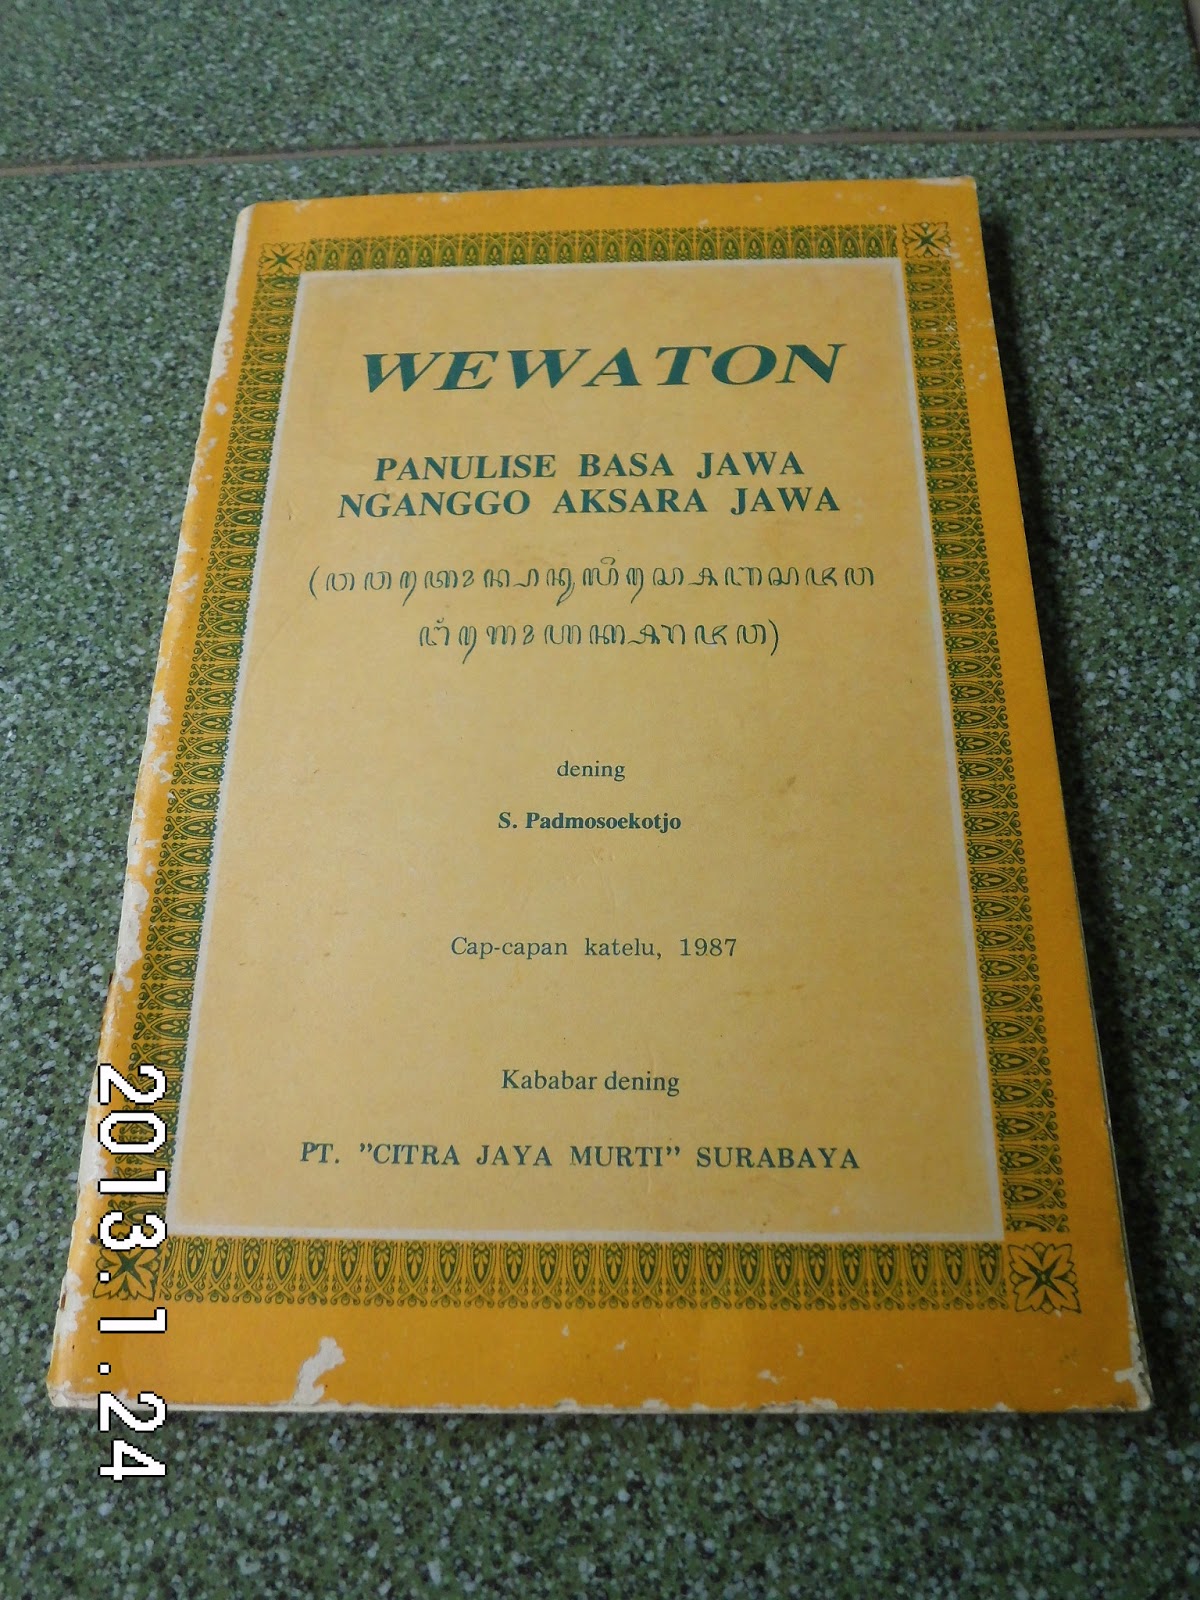 WEWATON
PANULISE BASA JAWA
NGANGGO AKSARA JAWA
dening
S. Padmosoekotjo
Cap-capan katelu, 1987
Kababar dening
PT. ”CITRA JAYA MURTI” SURABAYA
2013.1.24